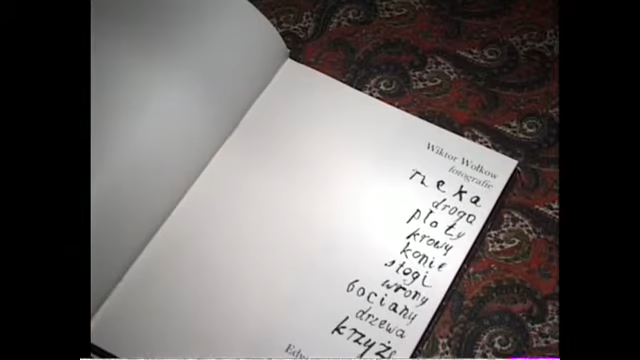 Wiktor Wołkow
fotografie
rzeka
droga
płoty
krowy
konie
stogi
wrony
bociany
drzewa
krzyże